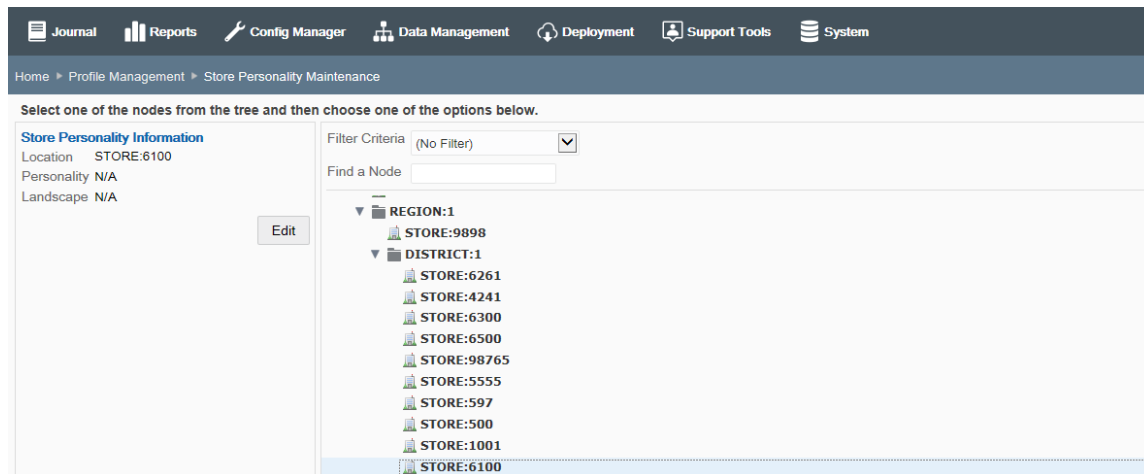 Journal Reports Config Manager Data Management Deployment Support Tools System
Home Profile Management Store Personality Maintenance
Select one of the nodes from the tree and then choose one of the options below.
Store Personality Information
Location STORE:6100
Personality N/A
Landscape N/A
Edit
Filter Criteria (No Filter)
Find a Node
REGION:1
STORE:9898
DISTRICT:1
STORE:6261
STORE:4241
STORE:6300
STORE:6500
STORE:98765
STORE:5555
STORE:597
STORE:500
STORE:1001
STORE:6100